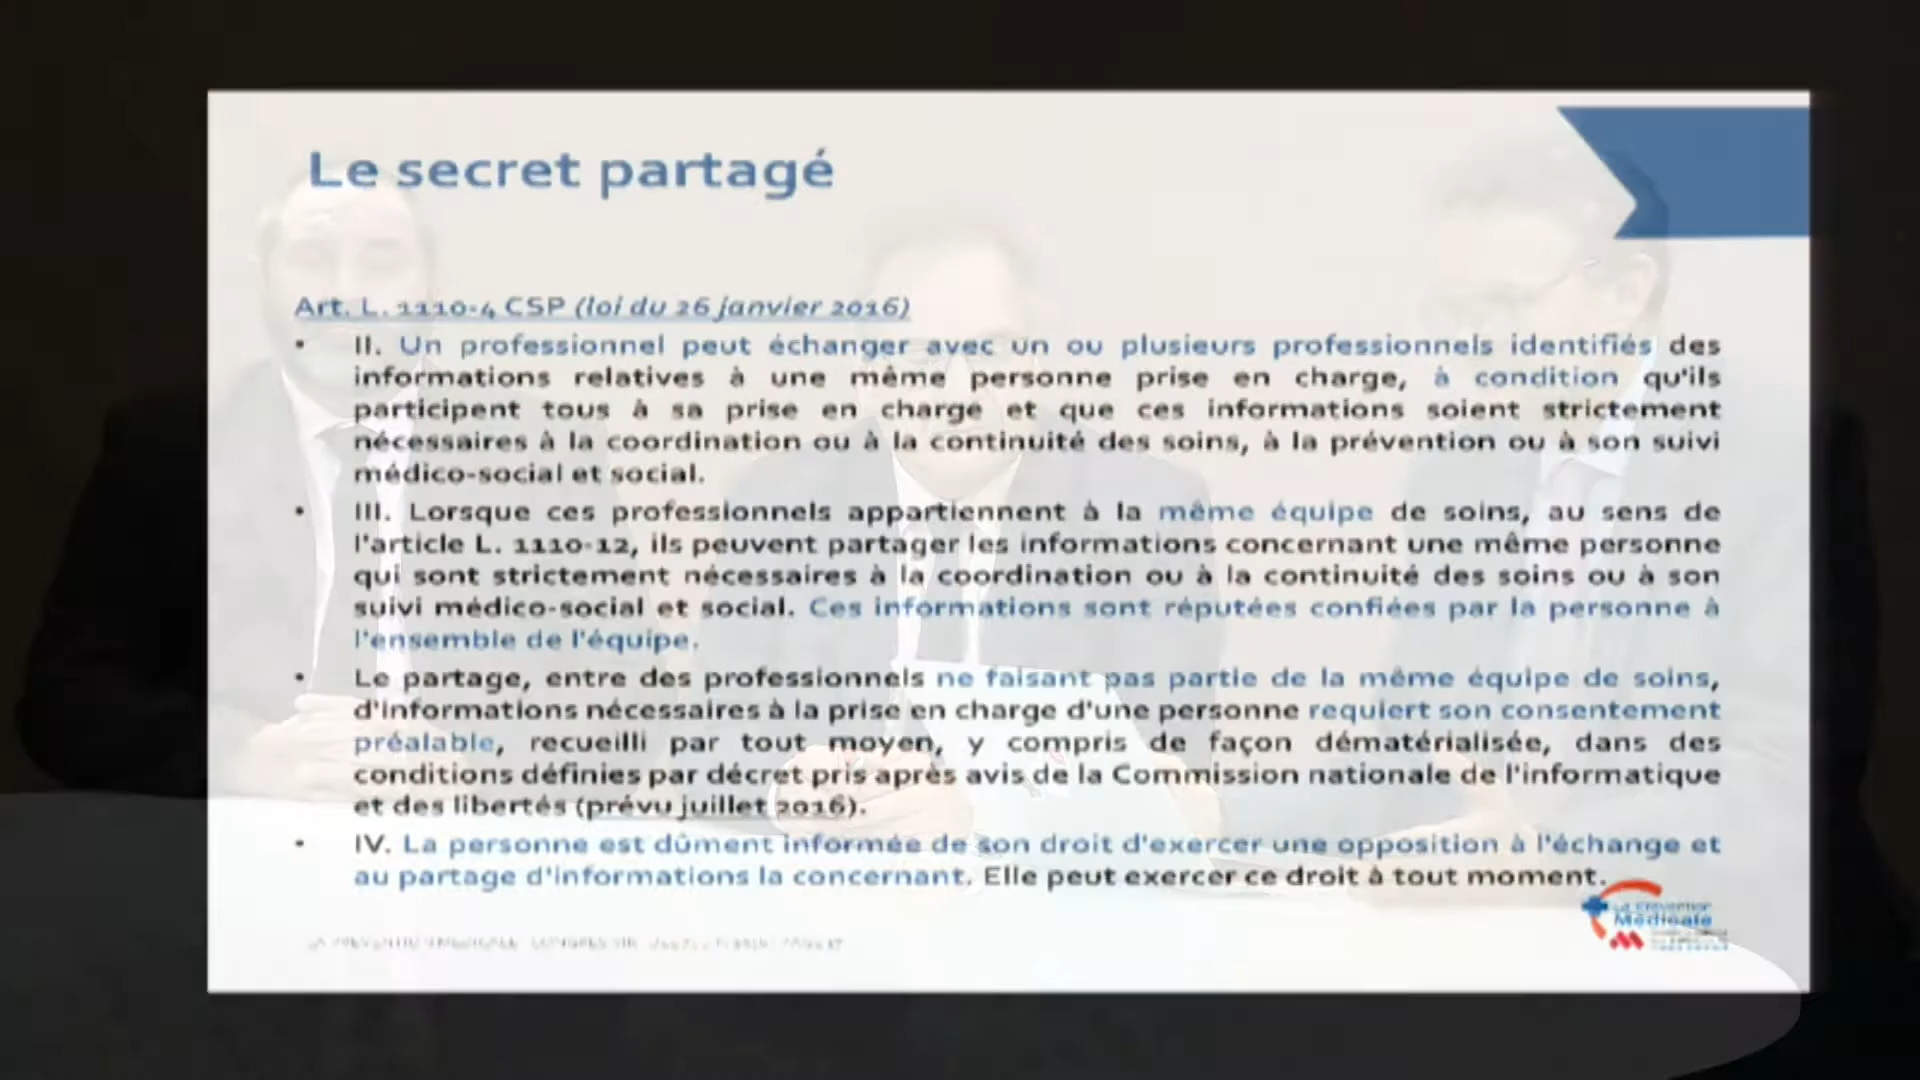 Le secret partagé
Art. L. 1110-4 CSP (loi du 26 janvier 2016)
• II. Un professionnel peut échanger avec un ou plusieurs professionnels identifiés des
informations relatives à une même personne prise en charge, à condition qu'ils
participent tous à sa prise en charge et que ces informations soient strictement
nécessaires à la coordination ou à la continuité des soins, à la prévention ou à son suivi
médico-social et social.
• III. Lorsque ces professionnels appartiennent à la même équipe de soins, au sens de
l'article L. 1110-12, ils peuvent partager les informations concernant une même personne
qui sont strictement nécessaires à la coordination ou à la continuité des soins ou à son
suivi médico-social et social. Ces informations sont réputées confiées par la personne à
l'ensemble de l'équipe.
• Le partage, entre des professionnels ne faisant pas partie de la même équipe de soins,
d'informations nécessaires à la prise en charge d'une personne requiert son consentement
préalable, recueilli par tout moyen, y compris de façon dématérialisée, dans des
conditions définies par décret pris après avis de la Commission nationale de l'informatique
et des libertés (prévu juillet 2016).
• IV. La personne est dûment informée de son droit d'exercer une opposition à l'échange et
au partage d'informations la concernant. Elle peut exercer ce droit à tout moment.
La Prévention
Médicale